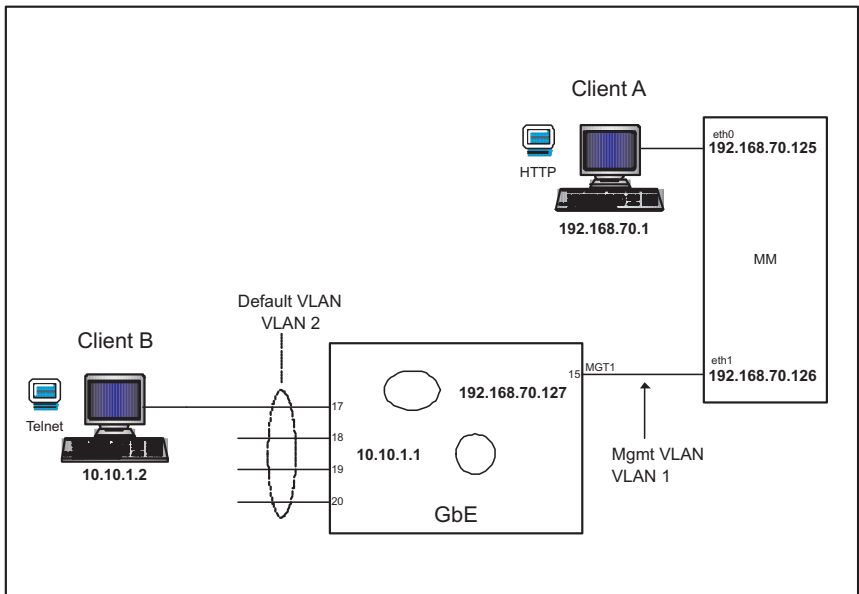 Client A
HTTP
192.168.70.1
eth0
192.168.70.125
MM
eth1
192.168.70.126
Default VLAN
VLAN 2
Client B
Telnet
10.10.1.2
17
18
19
20
10.10.1.1
192.168.70.127
15
MGT1
GbE
Mgmt VLAN
VLAN 1